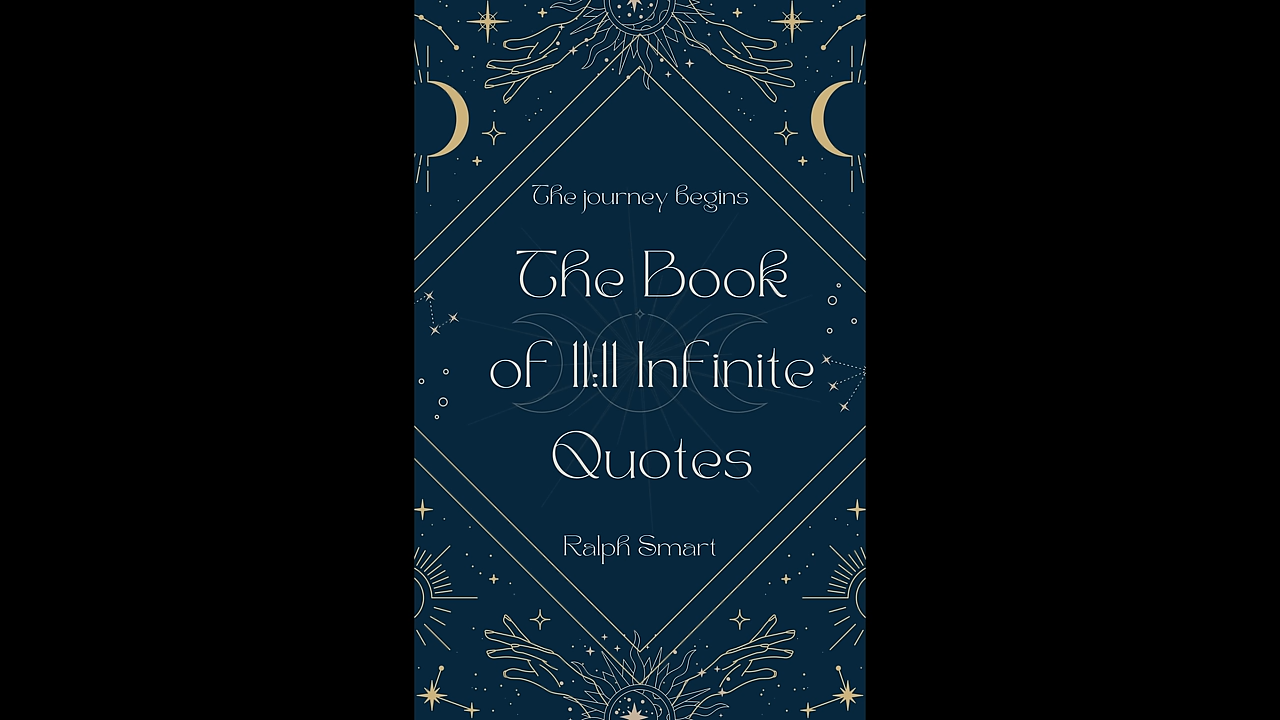 The journey begins
The Book
of 11:11 Infinite
Quotes
Ralph Smart